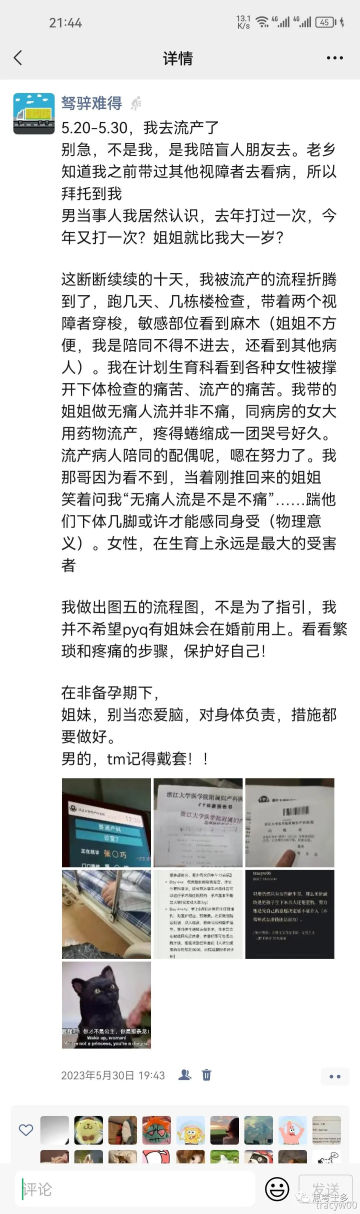 21:44
13.1
K/s
45
详情
驽骍难得
5.20-5.30，我去流产了
别急，不是我，是我陪盲人朋友去。老乡
知道我之前带过其他视障者去看病，所以
拜托到我
男当事人我居然认识，去年打过一次，今
年又打一次？姐姐就比我大一岁？
这断断续续的十天，我被流产的流程折腾
到了，跑几天、几栋楼检查，带着两个视
障者穿梭，敏感部位看到麻木（姐姐不方
便，我是陪同不得不进去，还看到其他病
人）。我在计划生育科看到各种女性被撑
开下体检查的痛苦、流产的痛苦。我带的
姐姐做无痛人流并非不痛，同病房的女大
用药物流产，疼得蜷缩成一团哭号好久。
流产病人陪同的配偶呢，嗯在努力了。我
那哥因为看不到，当着刚推回来的姐姐
笑着问我“无痛人流是不是不痛”……踹他
们下体几脚或许才能感同身受（物理意
义）。女性，在生育上永远是最大的受害
者
我做出图五的流程图，不是为了指引，我
并不希望pyq有姐妹会在婚前用上。看看繁
琐和疼痛的步骤，保护好自己！
在非备孕期下，
姐妹，别当恋爱脑，对身体负责，措施都
要做好。
男的，tm记得戴套！！
浙江大学医学院附属妇产科医院
Wake up, woman!
2023年5月30日 19:43
评论
发送
tracyw00